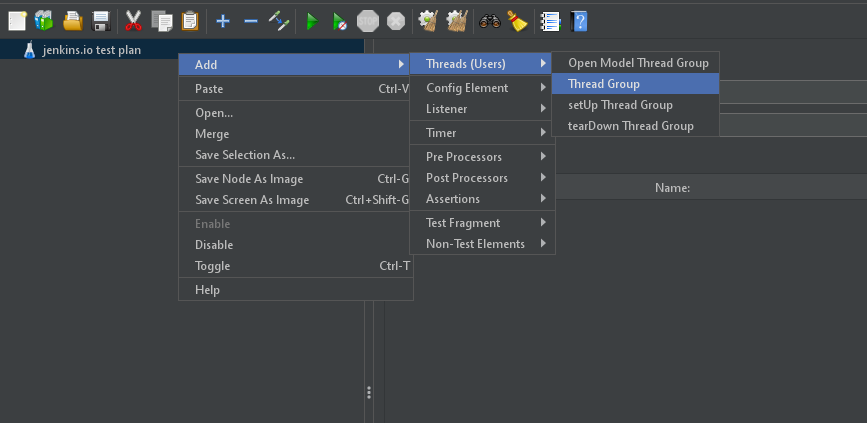 STOP
jenkins.io test plan
Add
Paste Ctrl-V
Open...
Merge
Save Selection As...
Save Node As Image Ctrl-G
Save Screen As Image Ctrl+Shift-G
Enable
Disable
Toggle Ctrl-T
Help
Threads (Users)
Config Element
Listener
Timer
Pre Processors
Post Processors
Assertions
Test Fragment
Non-Test Elements
Open Model Thread Group
Thread Group
setUp Thread Group
tearDown Thread Group
Name: